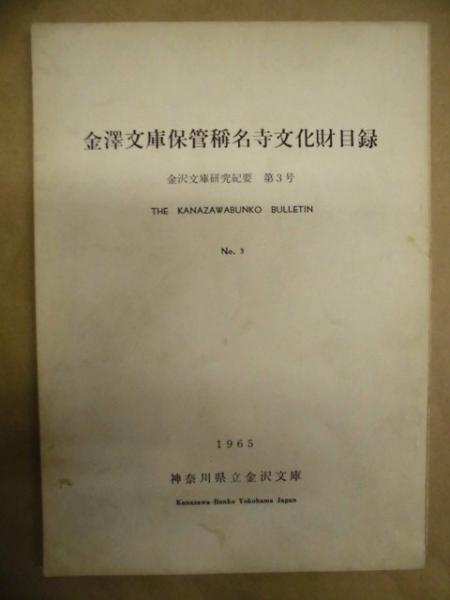 金澤文庫保管稱名寺文化財目録
金沢文庫研究紀要 第3号
THE KANAZAWABUNKO BULLETIN
No. 3
1965
神奈川県立金沢文庫
Kanazawa Bunko Yokohama Japan